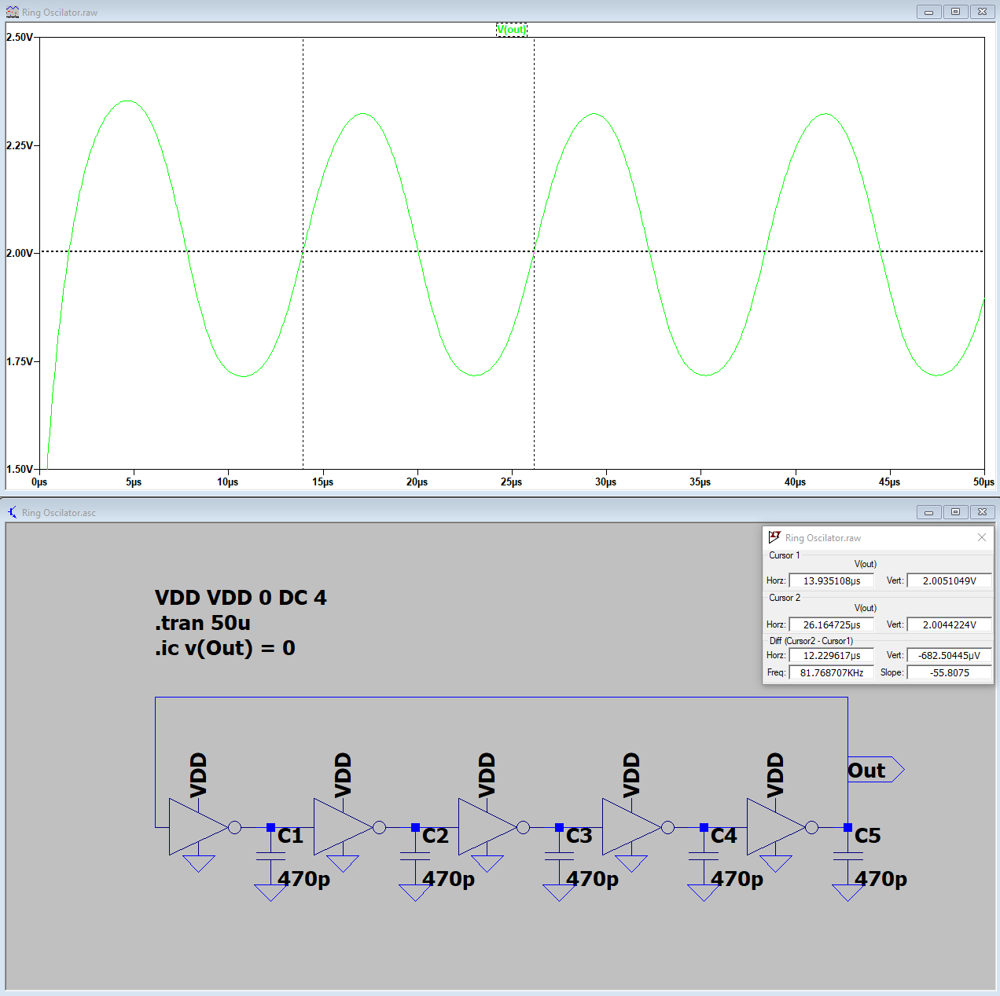 Ring Oscilator.raw
V(out)
2.50V
2.25V
2.00V
1.75V
1.50V
0µs 5µs 10µs 15µs 20µs 25µs 30µs 35µs 40µs 45µs 50µs
Ring Oscilator.asc
Ring Oscilator.raw
Cursor 1
V(out)
Horz: 13.935108µs Vert: 2.0051049V
Cursor 2
V(out)
Horz: 26.164725µs Vert: 2.0044224V
Diff (Cursor2 - Cursor1)
Horz: 12.229617µs Vert: -682.50445µV
Freq: 81.768707KHz Slope: -55.8075
VDD VDD 0 DC 4
.tran 50u
.ic v(Out) = 0
VDD VDD VDD VDD VDD
Out
C1 C2 C3 C4 C5
470p 470p 470p 470p 470p